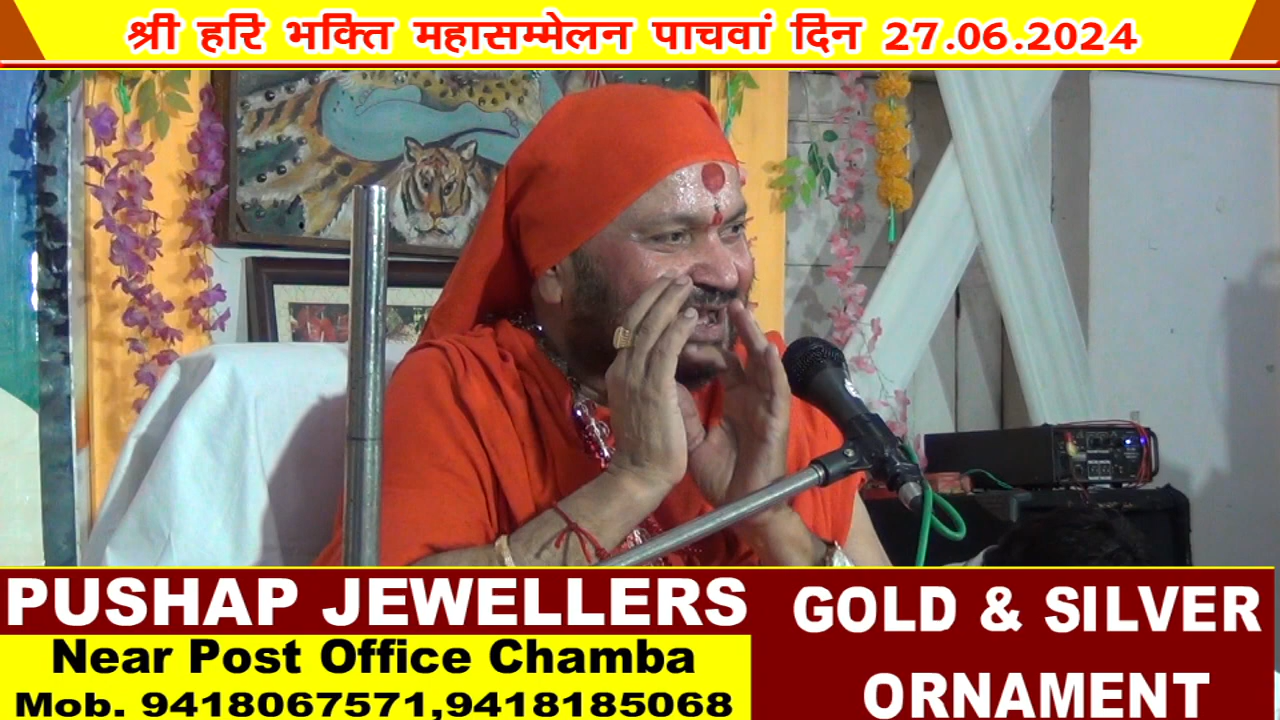 श्री हरि भक्ति महासम्मेलन पाचवां दिन 27.06.2024
PUSHAP JEWELLERS
Near Post Office Chamba
Mob. 9418067571,9418185068
GOLD & SILVER
ORNAMENT